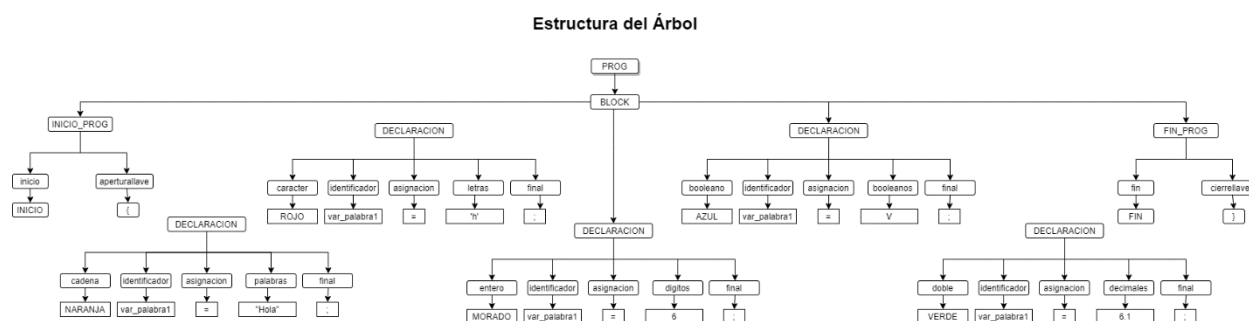 Estructura del Árbol
PROG
BLOCK
INICIO_PROG
DECLARACION
DECLARACION
FIN_PROG
inicio
aperturallave
caracter
identificador
asignacion
letras
final
booleano
identificador
asignacion
booleanos
final
fin
cierrellave
INICIO
{
ROJO
var_palabra1
=
'h'
;
AZUL
var_palabra1
=
V
;
FIN
}
DECLARACION
DECLARACION
DECLARACION
cadena
identificador
asignacion
palabras
final
entero
identificador
asignacion
digitos
final
doble
identificador
asignacion
decimales
final
NARANJA
var_palabra1
=
"Hola"
;
MORADO
var_palabra1
=
6
;
VERDE
var_palabra1
=
6.1
;